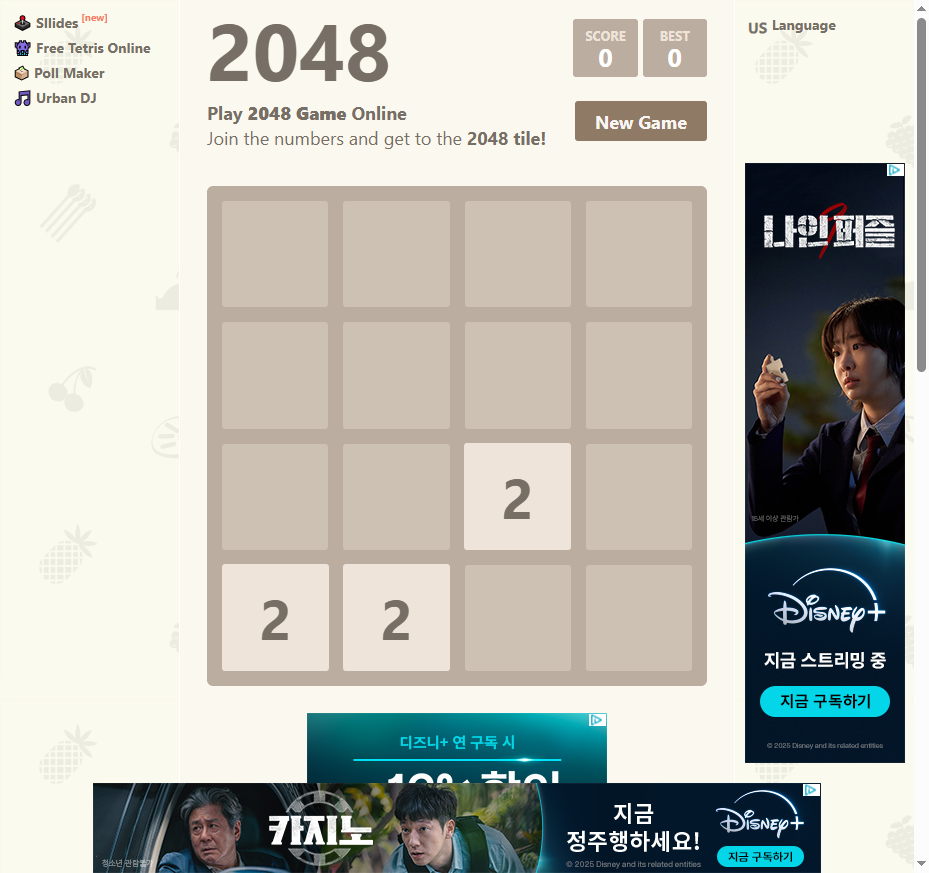 Sllides [new]
Free Tetris Online
Poll Maker
Urban DJ
2048
SCORE
0
BEST
0
Play 2048 Game Online
Join the numbers and get to the 2048 tile!
New Game
US Language
2
2
2
나인 퍼즐
15세 이상 관람가
Disney+
지금 스트리밍 중
지금 구독하기
© 2025 Disney and its related entities
디즈니+ 연 구독 시
카지노
청소년 관람불가
지금
정주행하세요!
© 2025 Disney and its related entities
Disney+
지금 구독하기